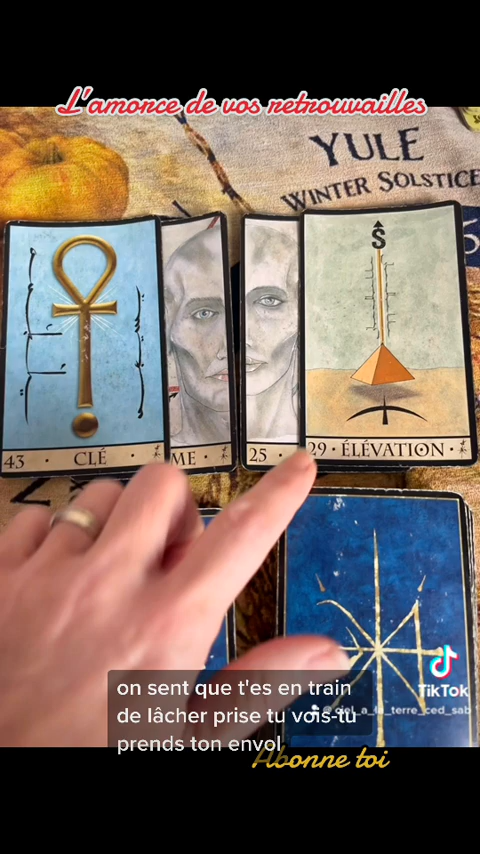 L'amorce de vos retrouvailles
YULE
WINTER SOLSTICE
S
43 · CLÉ
ME ·
25 ·
29 · ÉLÉVATION ·
on sent que t'es en train
de lâcher prise tu vois-tu
prends ton envol
TikTok
@ciel_a_la_terre_ced_sab
Abonne toi